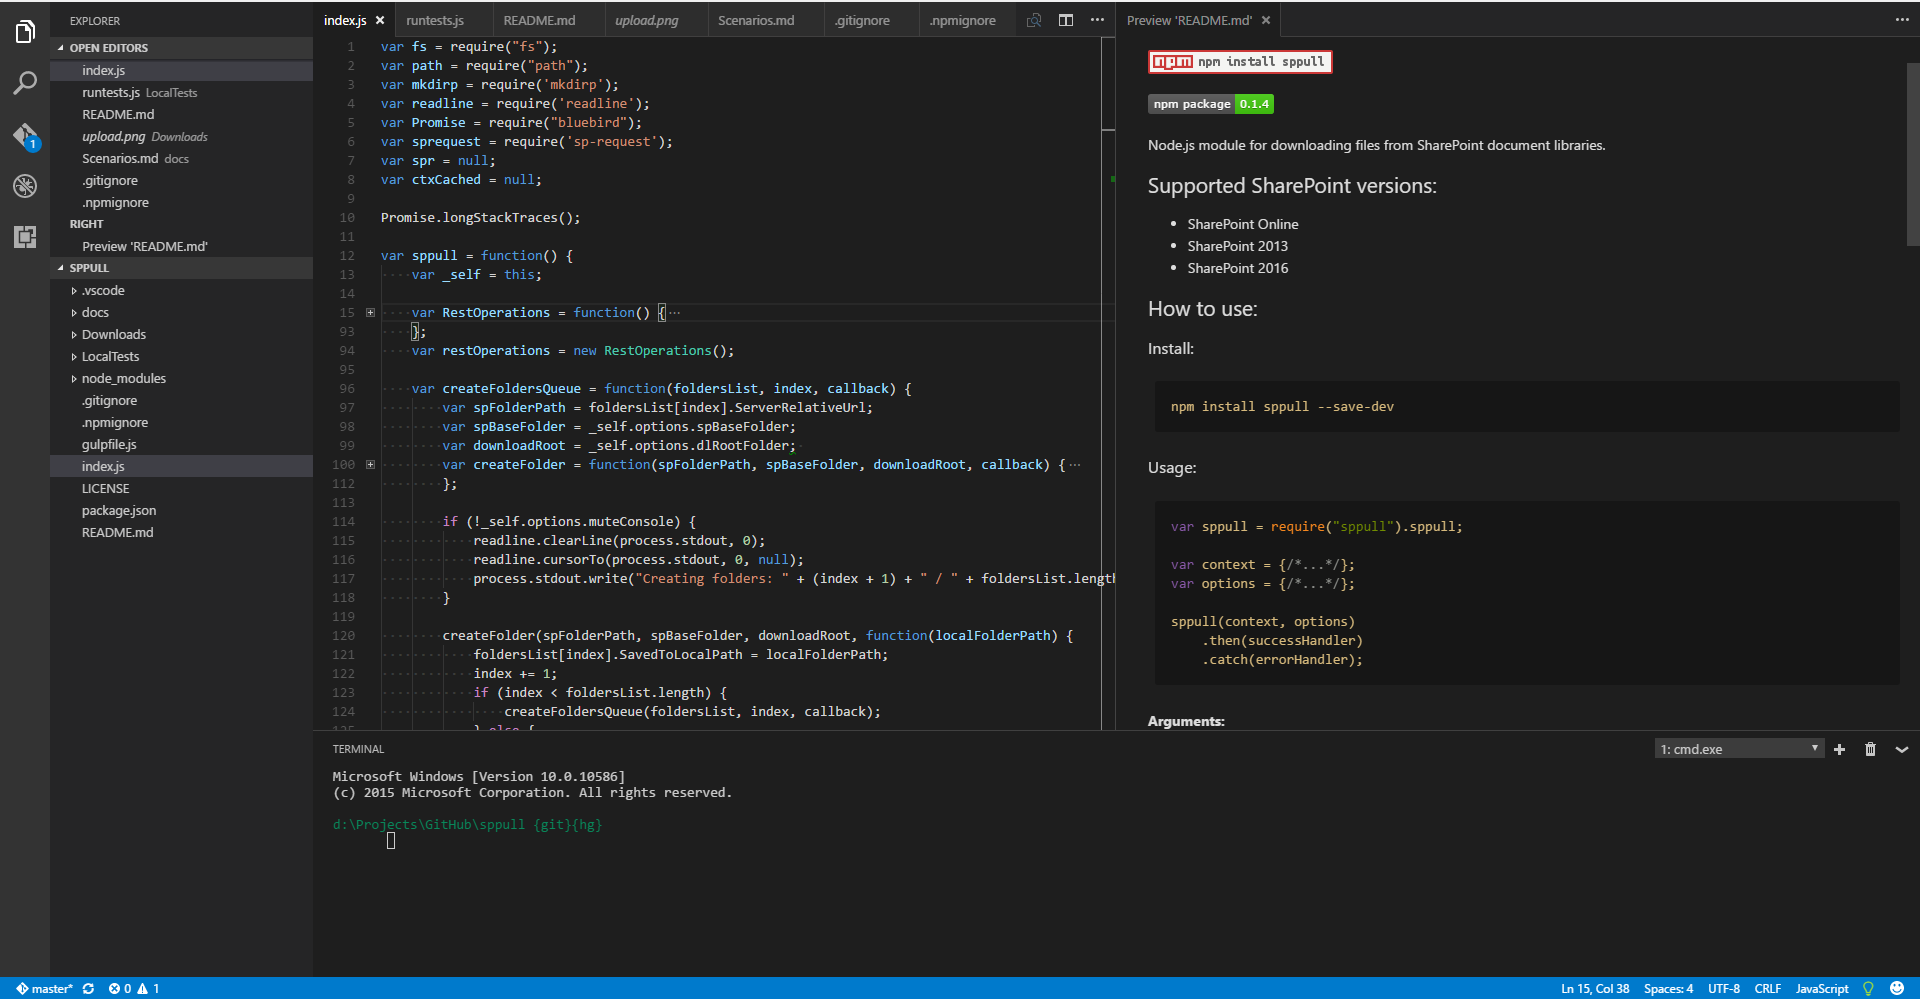 EXPLORER
OPEN EDITORS
index.js
runtests.js LocalTests
README.md
upload.png Downloads
Scenarios.md docs
.gitignore
.npmignore
RIGHT
Preview 'README.md'
SPPULL
.vscode
docs
Downloads
LocalTests
node_modules
.gitignore
.npmignore
gulpfile.js
index.js
LICENSE
package.json
README.md
1
index.js runtests.js README.md upload.png Scenarios.md .gitignore .npmignore
1 var fs = require("fs");
2 var path = require("path");
3 var mkdirp = require('mkdirp');
4 var readline = require('readline');
5 var Promise = require("bluebird");
6 var sprequest = require('sp-request');
7 var spr = null;
8 var ctxCached = null;
9
10 Promise.longStackTraces();
11
12 var sppull = function() {
13 var _self = this;
14
15 var RestOperations = function() {...
93 };
94 var restOperations = new RestOperations();
95
96 var createFoldersQueue = function(foldersList, index, callback) {
97 var spFolderPath = foldersList[index].ServerRelativeUrl;
98 var spBaseFolder = _self.options.spBaseFolder;
99 var downloadRoot = _self.options.dlRootFolder;
100 var createFolder = function(spFolderPath, spBaseFolder, downloadRoot, callback) {...
112 };
113
114 if (!_self.options.muteConsole) {
115 readline.clearLine(process.stdout, 0);
116 readline.cursorTo(process.stdout, 0, null);
117 process.stdout.write("Creating folders: " + (index + 1) + " / " + foldersList.length
118 }
119
120 createFolder(spFolderPath, spBaseFolder, downloadRoot, function(localFolderPath) {
121 foldersList[index].SavedToLocalPath = localFolderPath;
122 index += 1;
123 if (index < foldersList.length) {
124 createFoldersQueue(foldersList, index, callback);
125 } else {
Preview 'README.md'
npm npm install sppull
npm package 0.1.4
Node.js module for downloading files from SharePoint document libraries.
Supported SharePoint versions:
• SharePoint Online
• SharePoint 2013
• SharePoint 2016
How to use:
Install:
npm install sppull --save-dev
Usage:
var sppull = require("sppull").sppull;
var context = {/*...*/};
var options = {/*...*/};
sppull(context, options)
.then(successHandler)
.catch(errorHandler);
Arguments:
TERMINAL
1: cmd.exe
Microsoft Windows [Version 10.0.10586]
(c) 2015 Microsoft Corporation. All rights reserved.
d:\Projects\GitHub\sppull {git}{hg}
master* 0 1 Ln 15, Col 38 Spaces: 4 UTF-8 CRLF JavaScript